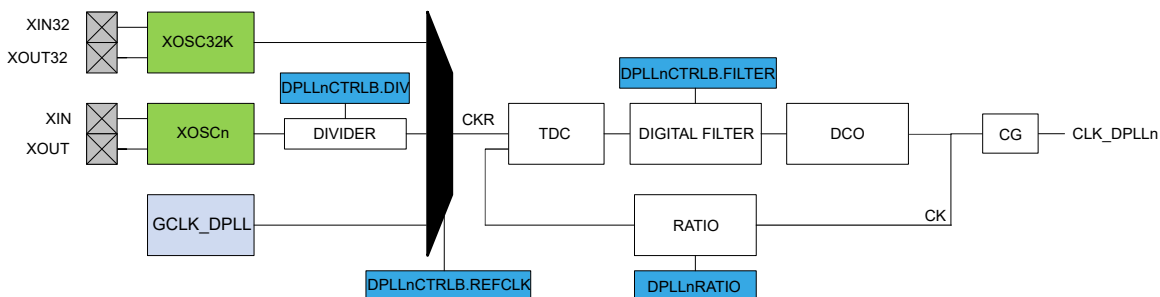 XIN32
XOUT32
XOSC32K
DPLLnCTRLB.DIV
DPLLnCTRLB.FILTER
XIN
XOUT
XOSCn
DIVIDER
CKR
TDC
DIGITAL FILTER
DCO
CG
CLK_DPLLn
GCLK_DPLL
RATIO
CK
DPLLnCTRLB.REFCLK
DPLLnRATIO